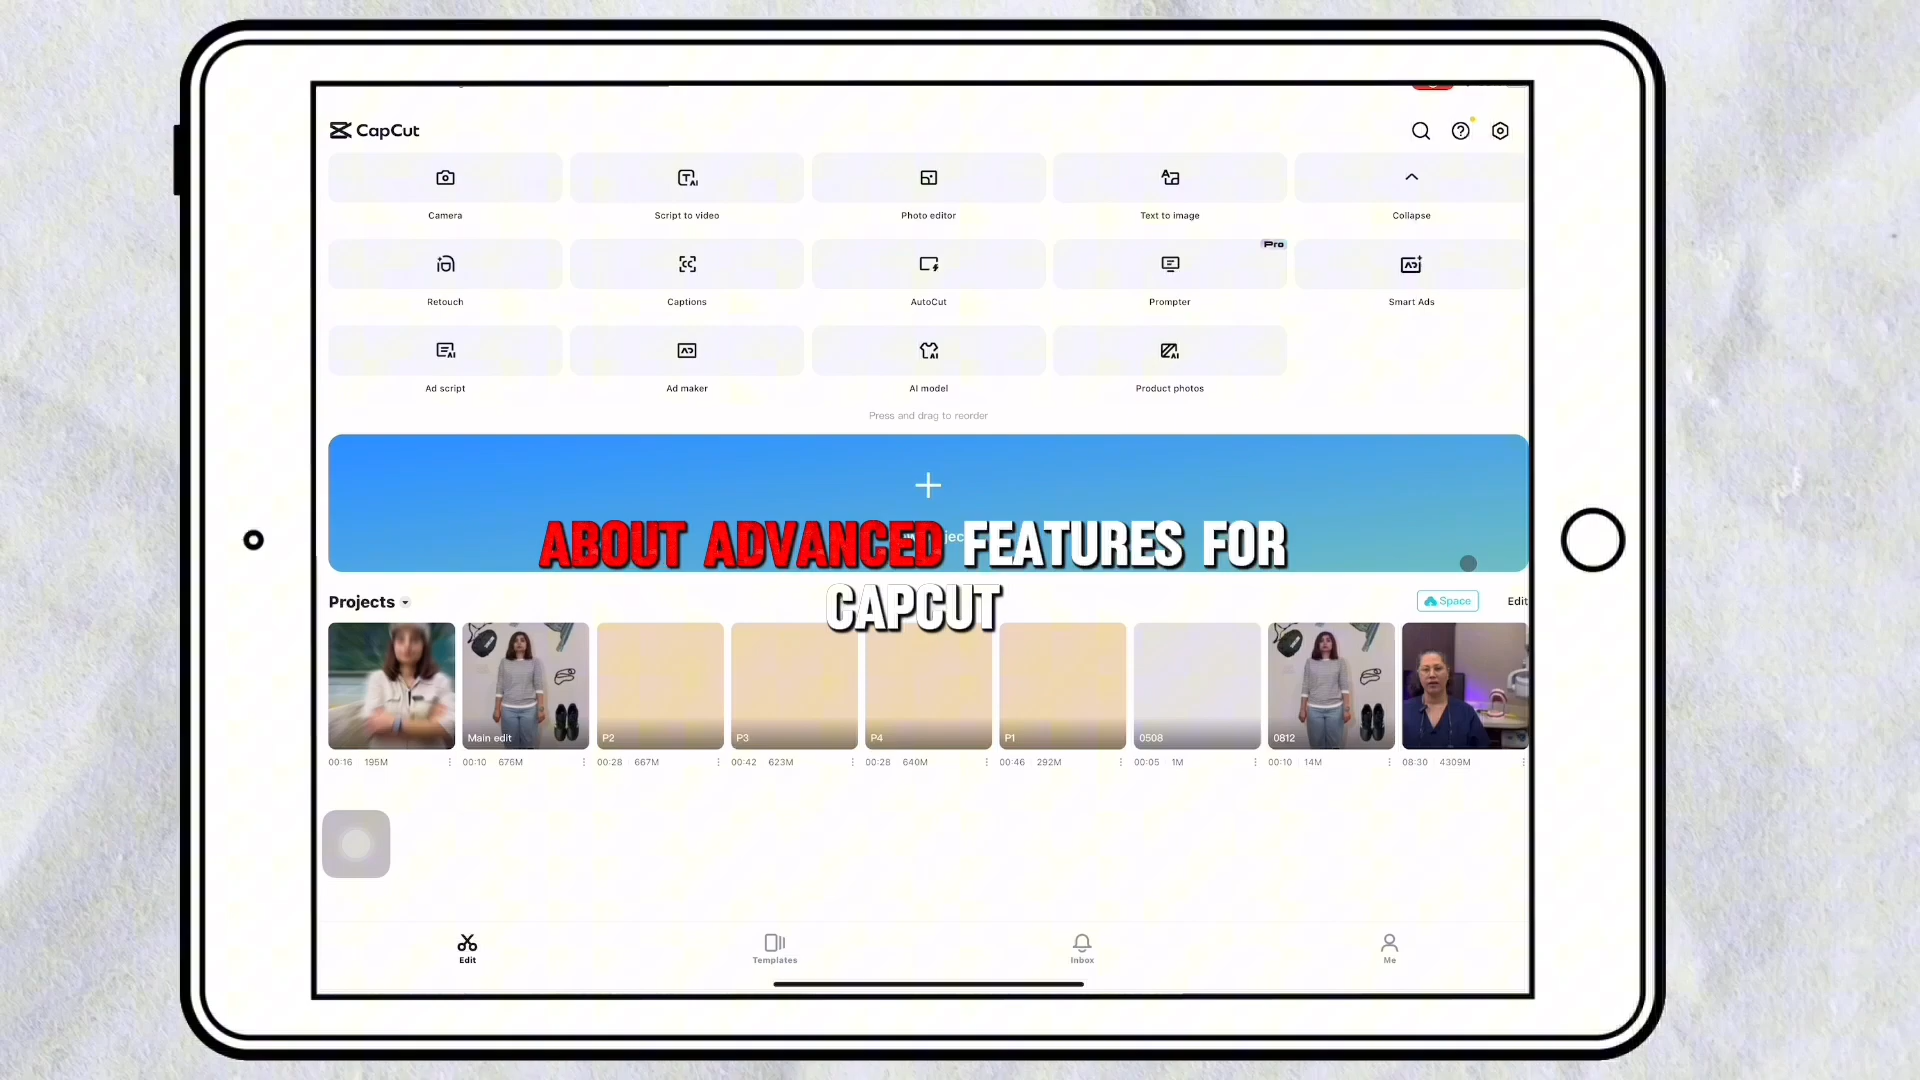 CapCut
Camera
Script to video
Photo editor
Text to image
Collapse
Pro
Retouch
Captions
AutoCut
Prompter
Smart Ads
Ad script
Ad maker
AI model
Product photos
Press and drag to reorder
ABOUT ADVANCED FEATURES FOR
CAPCUT
Projects
Space
Edit
Main edit
P2
P3
P4
P1
0508
0812
00:16 195M
00:10 676M
00:28 667M
00:42 623M
00:28 640M
00:46 292M
00:05 1M
00:10 14M
08:30 4309M
Edit
Templates
Inbox
Me